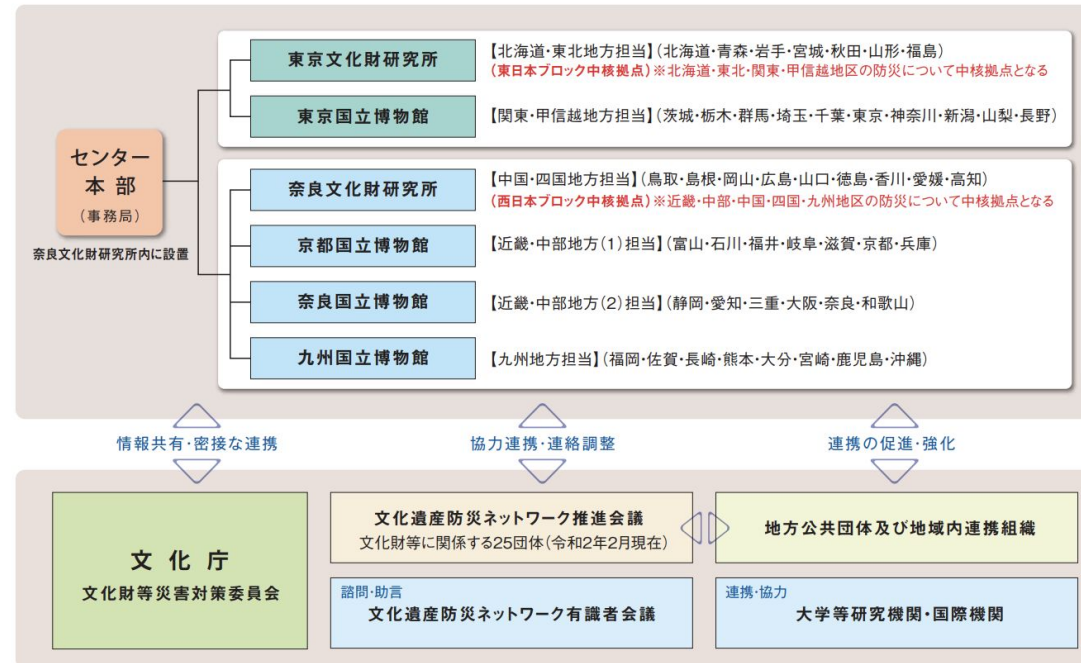 センター
本部
（事務局）
奈良文化財研究所内に設置
東京文化財研究所
【北海道・東北地方担当】（北海道・青森・岩手・宮城・秋田・山形・福島）
（東日本ブロック中核拠点）※北海道・東北・関東・甲信越地区の防災について中核拠点となる
東京国立博物館
【関東・甲信越地方担当】（茨城・栃木・群馬・埼玉・千葉・東京・神奈川・新潟・山梨・長野）
奈良文化財研究所
【中国・四国地方担当】（鳥取・島根・岡山・広島・山口・徳島・香川・愛媛・高知）
（西日本ブロック中核拠点）※近畿・中部・中国・四国・九州地区の防災について中核拠点となる
京都国立博物館
【近畿・中部地方（1）担当】（富山・石川・福井・岐阜・滋賀・京都・兵庫）
奈良国立博物館
【近畿・中部地方（2）担当】（静岡・愛知・三重・大阪・奈良・和歌山）
九州国立博物館
【九州地方担当】（福岡・佐賀・長崎・熊本・大分・宮崎・鹿児島・沖縄）
情報共有・密接な連携
協力連携・連絡調整
連携の促進・強化
文化庁
文化財等災害対策委員会
文化遺産防災ネットワーク推進会議
文化財等に関係する25団体（令和2年2月現在）
地方公共団体及び地域内連携組織
諮問・助言
文化遺産防災ネットワーク有識者会議
連携・協力
大学等研究機関・国際機関